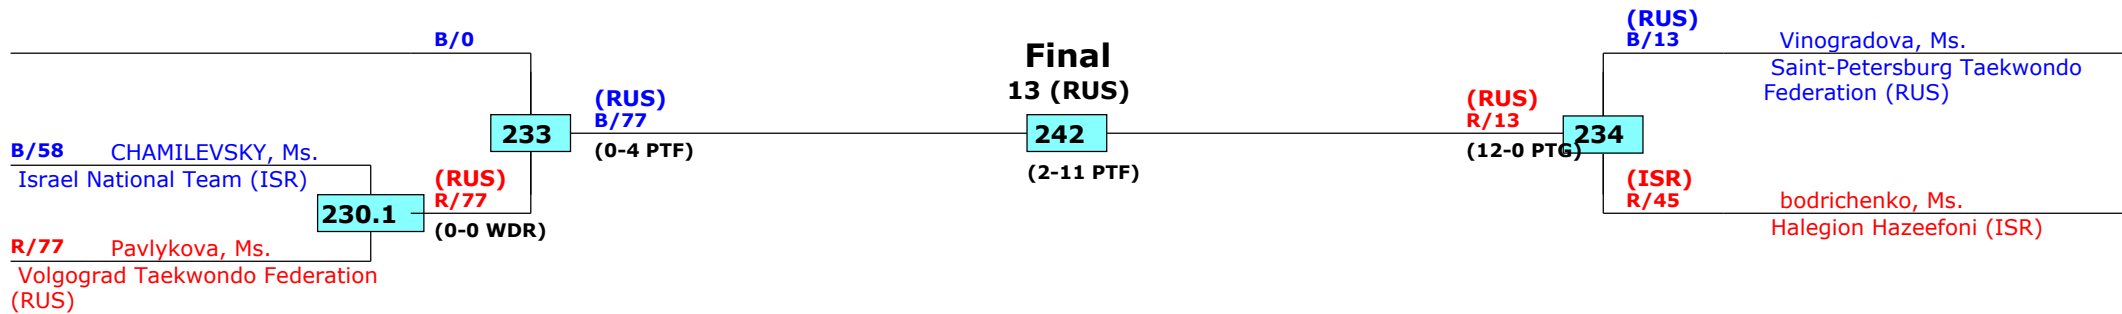 B/0
B/58 CHAMILEVSKY, Ms.
Israel National Team (ISR)
R/77 Pavlykova, Ms.
Volgograd Taekwondo Federation
(RUS)
230.1
(RUS)
R/77
(0-0 WDR)
233
(RUS)
B/77
(0-4 PTF)
Final
13 (RUS)
242
(2-11 PTF)
(RUS)
R/13
(12-0 PTG)
234
(RUS)
B/13 Vinogradova, Ms.
Saint-Petersburg Taekwondo
Federation (RUS)
(ISR)
R/45 bodrichenko, Ms.
Halegion Hazeefoni (ISR)